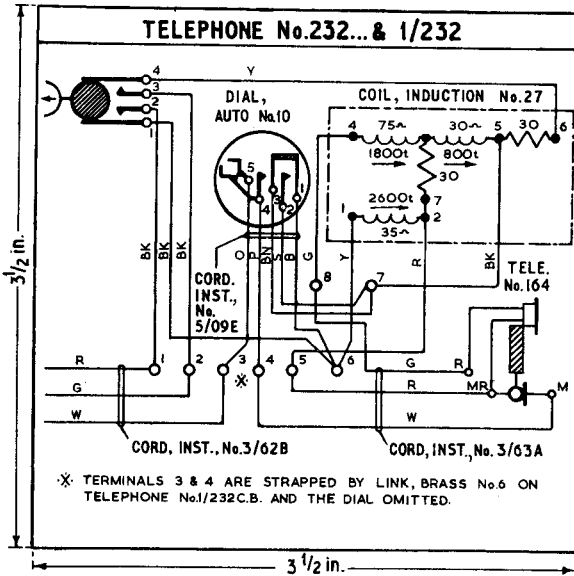 TELEPHONE No.232... & 1/232
4
3
2
1
Y
DIAL,
AUTO No.10
COIL, INDUCTION No.27
4 75~ 30~ 5 30 6
1800t 800t
30
2600t 7
1 2
35~
5
4
3
2
1
3½ in.
BK
BK
BK
O
P
BN
S
B
G
Y
R
BK
CORD.
INST.,
No.
5/09E
8
7
TELE.
No.164
R 1 2 3 4 5 6 G R
G R MR M
W W
CORD, INST., No.3/62B
CORD, INST., No. 3/63A
※ TERMINALS 3 & 4 ARE STRAPPED BY LINK, BRASS No.6 ON
TELEPHONE No.1/232C.B. AND THE DIAL OMITTED.
3 1/2 in.